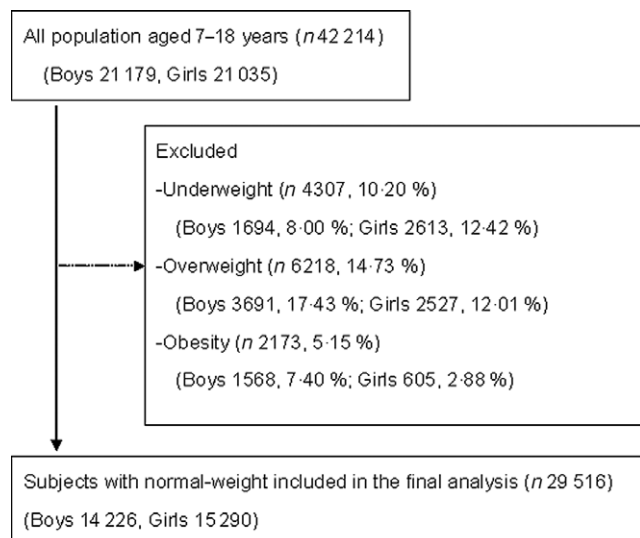 All population aged 7–18 years (n 42 214)
(Boys 21 179, Girls 21 035)
Excluded
-Underweight (n 4307, 10·20 %)
(Boys 1694, 8·00 %; Girls 2613, 12·42 %)
-Overweight (n 6218, 14·73 %)
(Boys 3691, 17·43 %; Girls 2527, 12·01 %)
-Obesity (n 2173, 5·15 %)
(Boys 1568, 7·40 %; Girls 605, 2·88 %)
Subjects with normal-weight included in the final analysis (n 29 516)
(Boys 14 226, Girls 15 290)